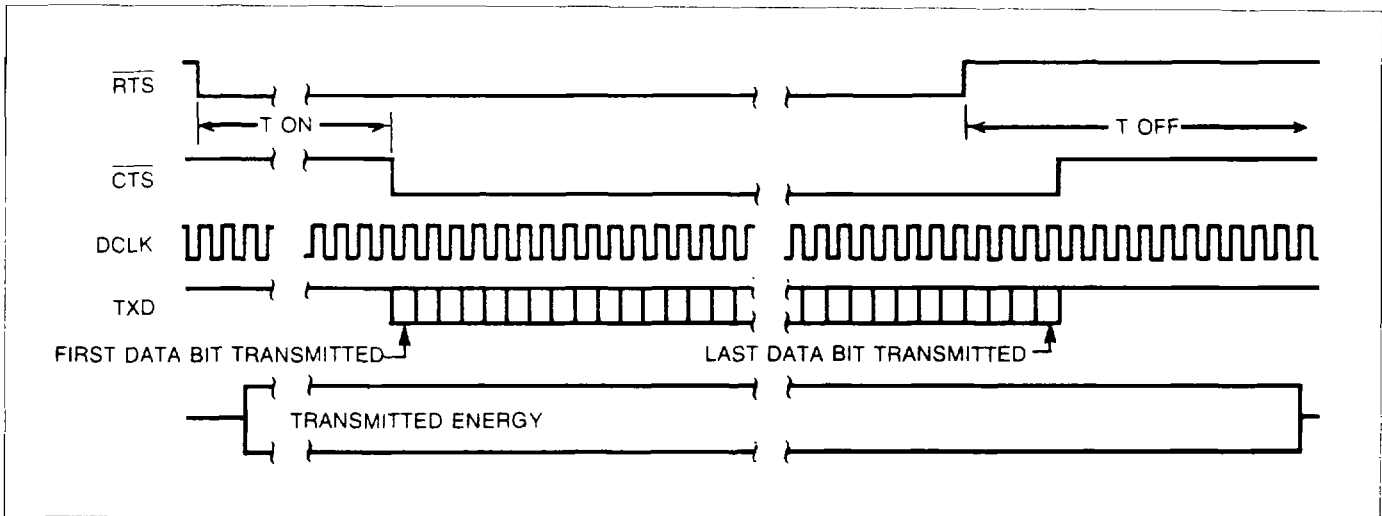 RTS
T ON
T OFF
CTS
DCLK
TXD
FIRST DATA BIT TRANSMITTED
LAST DATA BIT TRANSMITTED
TRANSMITTED ENERGY